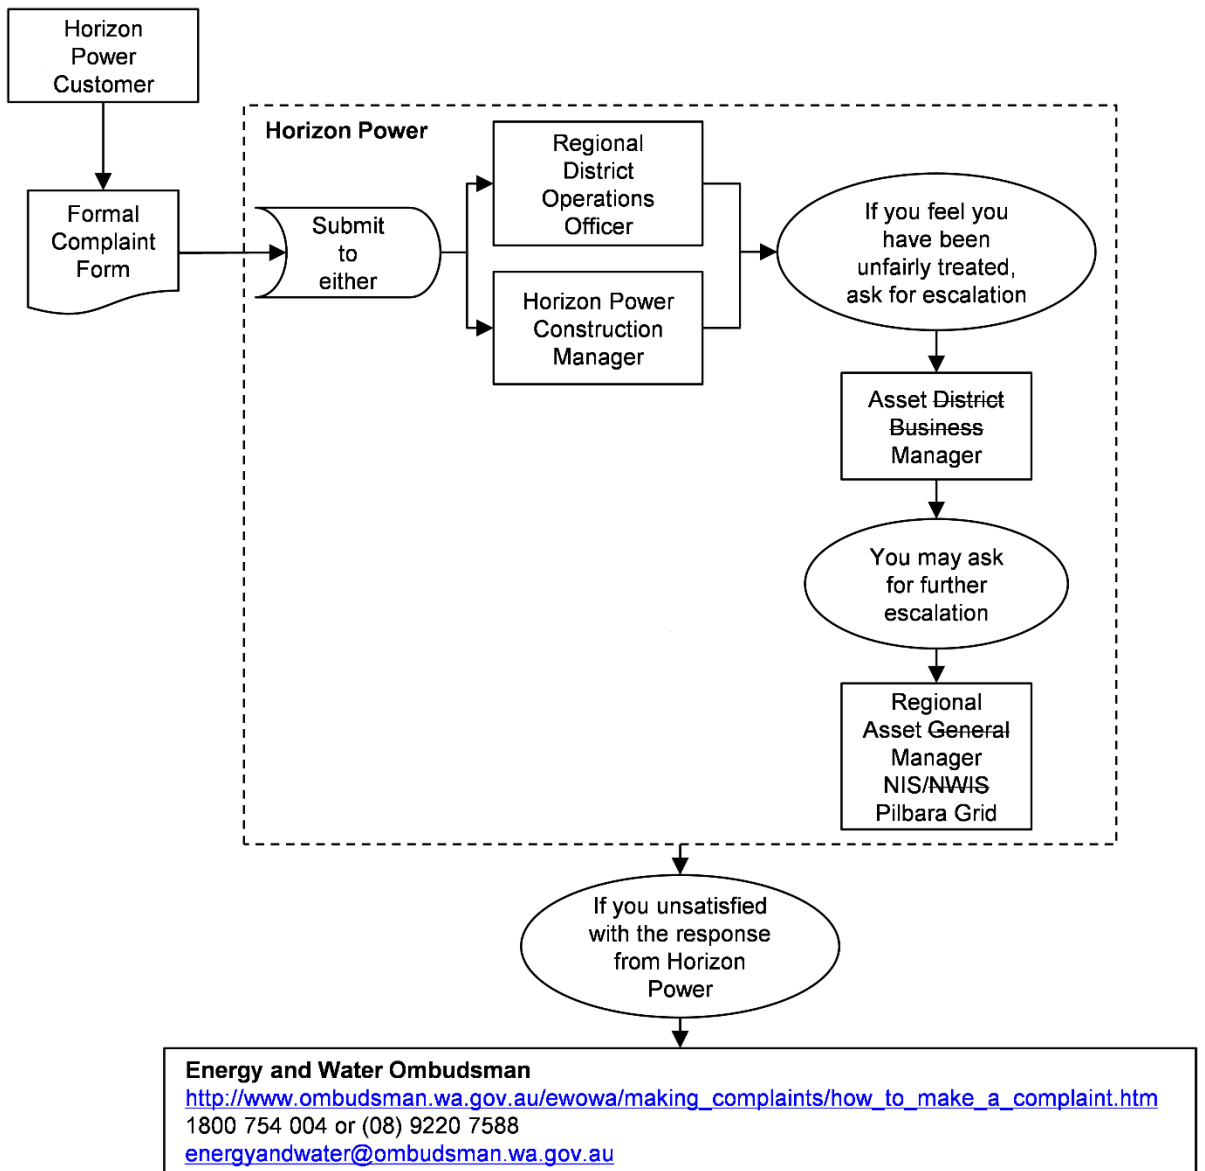 Horizon
Power
Customer
Formal
Complaint
Form
Horizon Power
Submit
to
either
Regional
District
Operations
Officer
Horizon Power
Construction
Manager
If you feel you
have been
unfairly treated,
ask for escalation
Asset District
Business
Manager
You may ask
for further
escalation
Regional
Asset General
Manager
NIS/NWIS
Pilbara Grid
If you unsatisfied
with the response
from Horizon
Power
Energy and Water Ombudsman
http://www.ombudsman.wa.gov.au/ewowa/making_complaints/how_to_make_a_complaint.htm
1800 754 004 or (08) 9220 7588
energyandwater@ombudsman.wa.gov.au